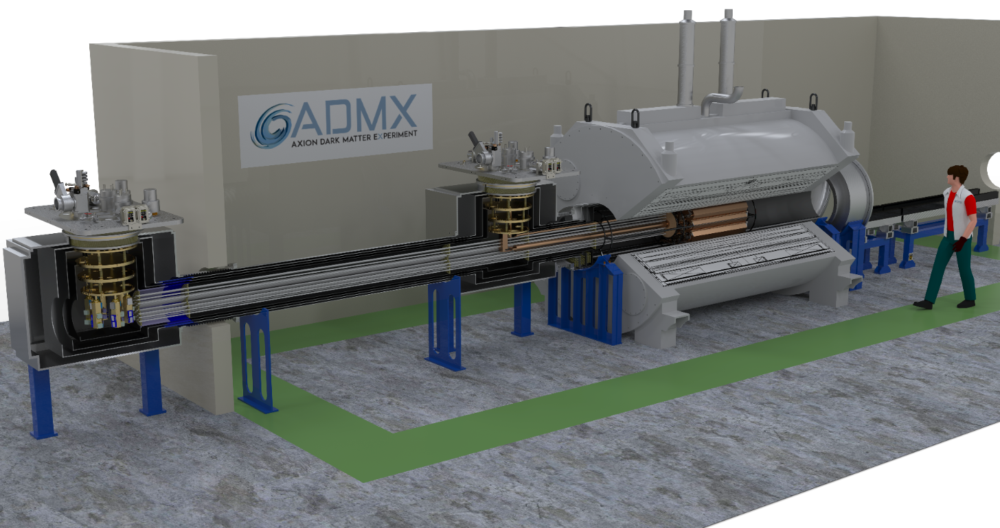 ADMX
AXION DARK MATTER EXPERIMENT